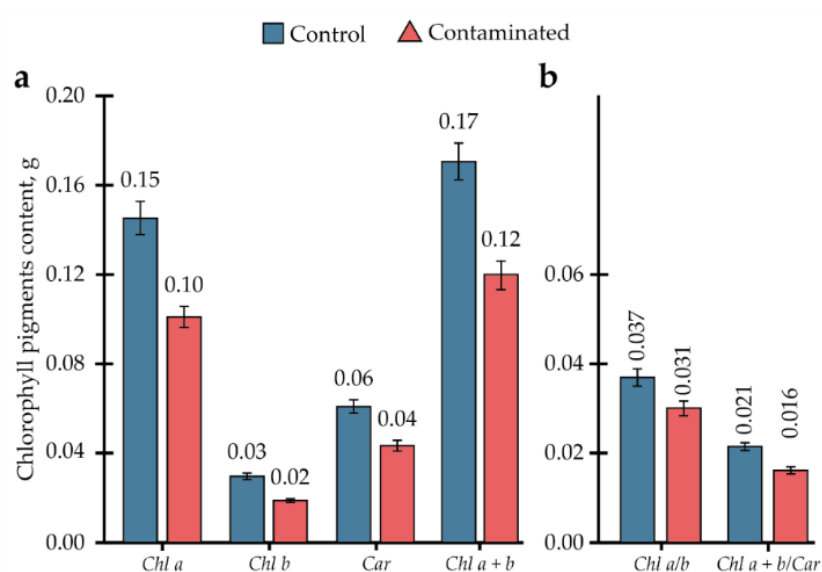 Control Contaminated
a
b
Chlorophyll pigments content, g
0.20
0.16
0.12
0.08
0.04
0.00
0.15
0.10
0.03
0.02
0.06
0.04
0.17
0.12
Chl a
Chl b
Car
Chl a + b
0.06
0.04
0.02
0.00
0.037
0.031
0.021
0.016
Chl a/b
Chl a + b/Car